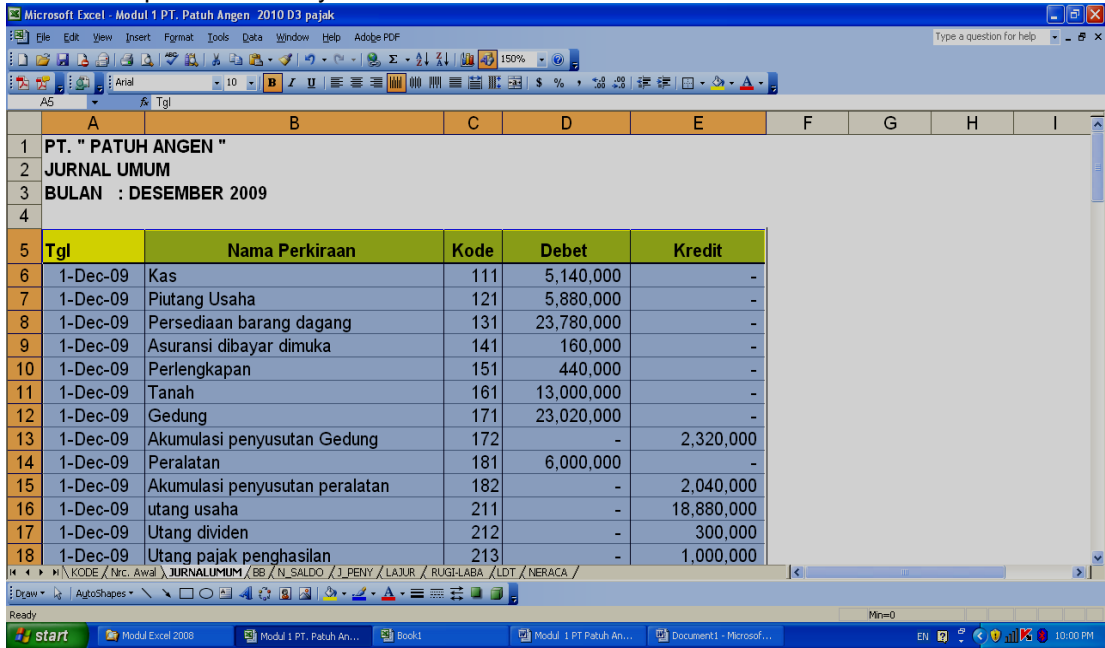 Microsoft Excel - Modul 1 PT. Patuh Angen 2010 D3 pajak
File Edit View Insert Format Tools Data Window Help Adobe PDF Type a question for help
150%
Arial 10 B I U $ % ,
A5 fx Tgl
A B C D E F G H I
1 PT. " PATUH ANGEN "
2 JURNAL UMUM
3 BULAN : DESEMBER 2009
4
5 Tgl Nama Perkiraan Kode Debet Kredit
6 1-Dec-09 Kas 111 5,140,000 -
7 1-Dec-09 Piutang Usaha 121 5,880,000 -
8 1-Dec-09 Persediaan barang dagang 131 23,780,000 -
9 1-Dec-09 Asuransi dibayar dimuka 141 160,000 -
10 1-Dec-09 Perlengkapan 151 440,000 -
11 1-Dec-09 Tanah 161 13,000,000 -
12 1-Dec-09 Gedung 171 23,020,000 -
13 1-Dec-09 Akumulasi penyusutan Gedung 172 - 2,320,000
14 1-Dec-09 Peralatan 181 6,000,000 -
15 1-Dec-09 Akumulasi penyusutan peralatan 182 - 2,040,000
16 1-Dec-09 utang usaha 211 - 18,880,000
17 1-Dec-09 Utang dividen 212 - 300,000
18 1-Dec-09 Utang pajak penghasilan 213 - 1,000,000
KODE / Nrc. Awal \ JURNALUMUM / BB / N_SALDO / J_PENY / LAJUR / RUGI-LABA / LDT / NERACA /
Draw AutoShapes
Ready Min=0
start Modul Excel 2008 Modul 1 PT. Patuh An... Book1 Modul 1 PT Patuh An... Document1 - Microsof... EN 10:00 PM